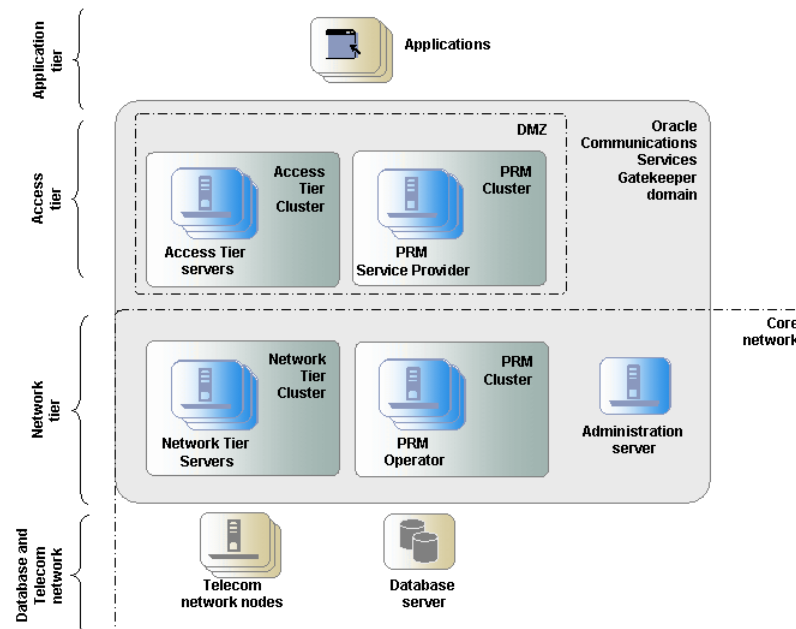 Application
tier
Applications
Access
tier
DMZ
Oracle
Communications
Services
Gatekeeper
domain
Access
Tier
Cluster
Access Tier
servers
PRM
Cluster
PRM
Service Provider
Core
network
Network
tier
Network
Tier
Cluster
Network Tier
Servers
PRM
Cluster
PRM
Operator
Administration
server
Database and
Telecom
network
Telecom
network nodes
Database
server